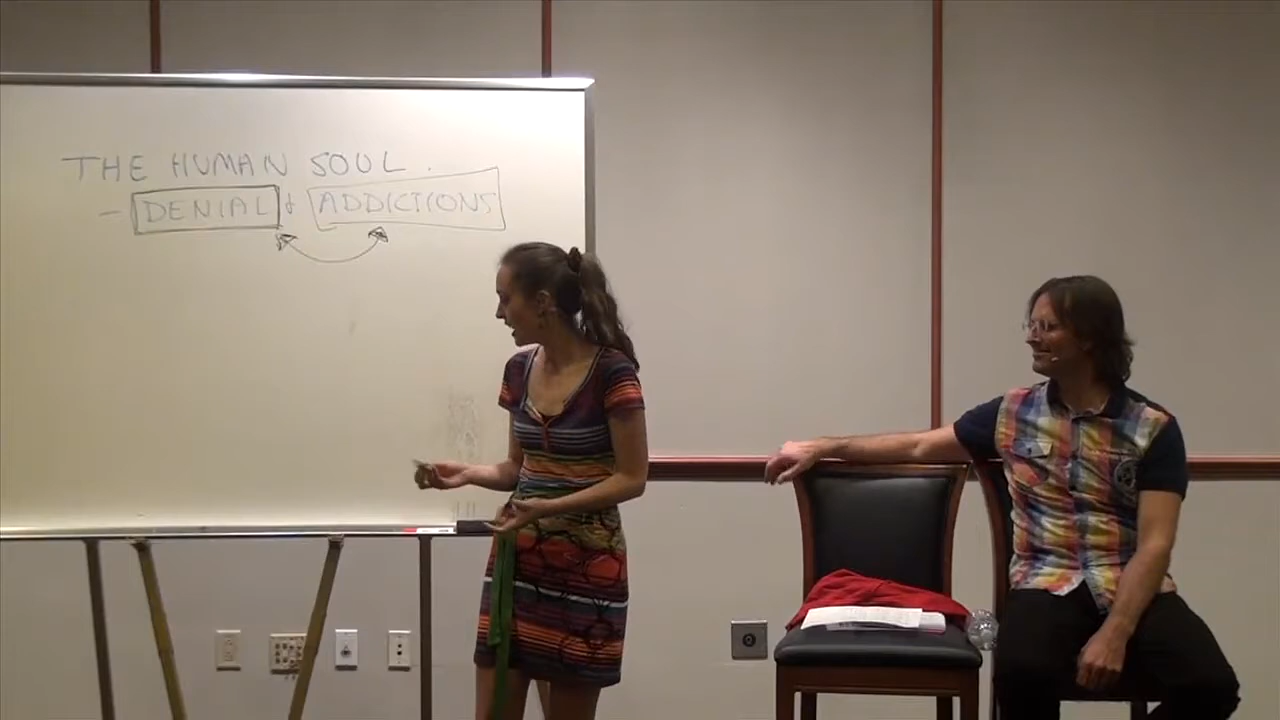 THE HUMAN SOUL.
- DENIAL & ADDICTIONS